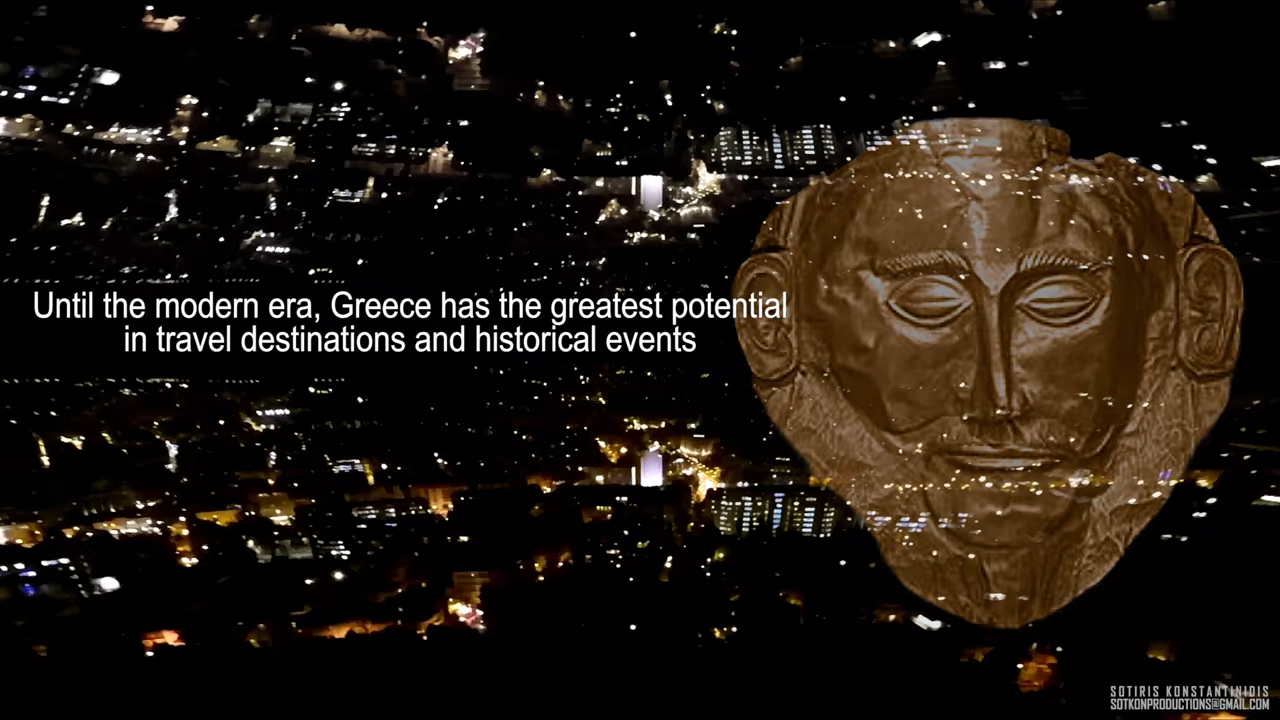 Until the modern era, Greece has the greatest potential
in travel destinations and historical events
SOTIRIS KONSTANTINIDIS
SOTKONPRODUCTIONS@GMAIL.COM